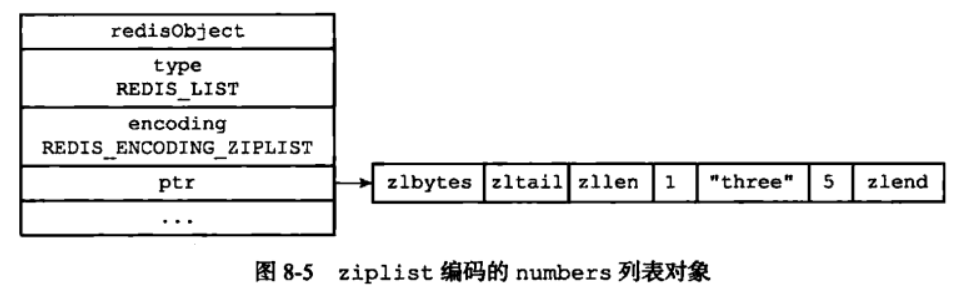 redisObject
type
REDIS_LIST
encoding
REDIS_ENCODING_ZIPLIST
ptr
zlbytes zltail zllen 1 "three" 5 zlend
...
图 8-5 ziplist 编码的 numbers 列表对象